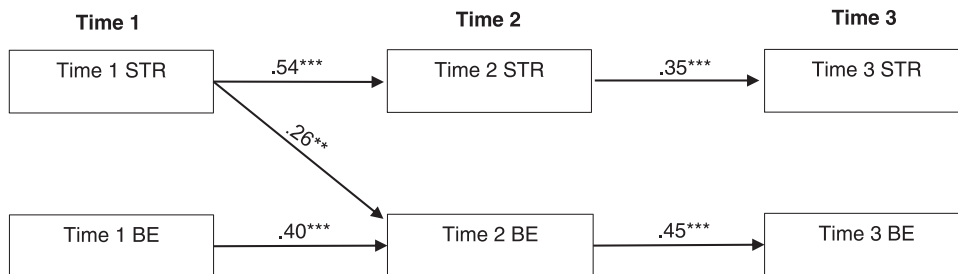 Time 1 Time 2 Time 3
Time 1 STR .54*** Time 2 STR .35*** Time 3 STR
.26**
Time 1 BE .40*** Time 2 BE .45*** Time 3 BE